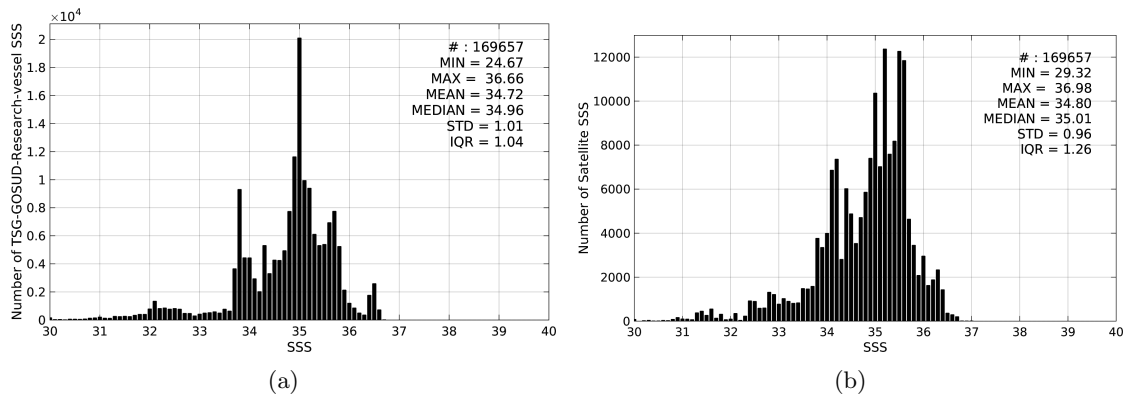 ×10⁴
Number of TSG-GOSUD-Research-vessel SSS
2
1.8
1.6
1.4
1.2
1
0.8
0.6
0.4
0.2
0
# : 169657
MIN = 24.67
MAX = 36.66
MEAN = 34.72
MEDIAN = 34.96
STD = 1.01
IQR = 1.04
30 31 32 33 34 35 36 37 38 39 40
SSS
(a)
Number of Satellite SSS
12000
10000
8000
6000
4000
2000
0
# : 169657
MIN = 29.32
MAX = 36.98
MEAN = 34.80
MEDIAN = 35.01
STD = 0.96
IQR = 1.26
30 31 32 33 34 35 36 37 38 39 40
SSS
(b)